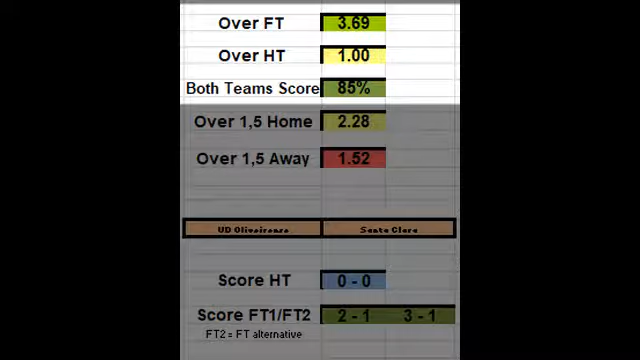 Over FT 3.69
Over HT 1.00
Both Teams Score 85%
Over 1,5 Home 2.28
Over 1,5 Away 1.52
UD Oliveirense Santa Clara
Score HT 0 - 0
Score FT1/FT2 2 - 1 3 - 1
FT2 = FT alternative